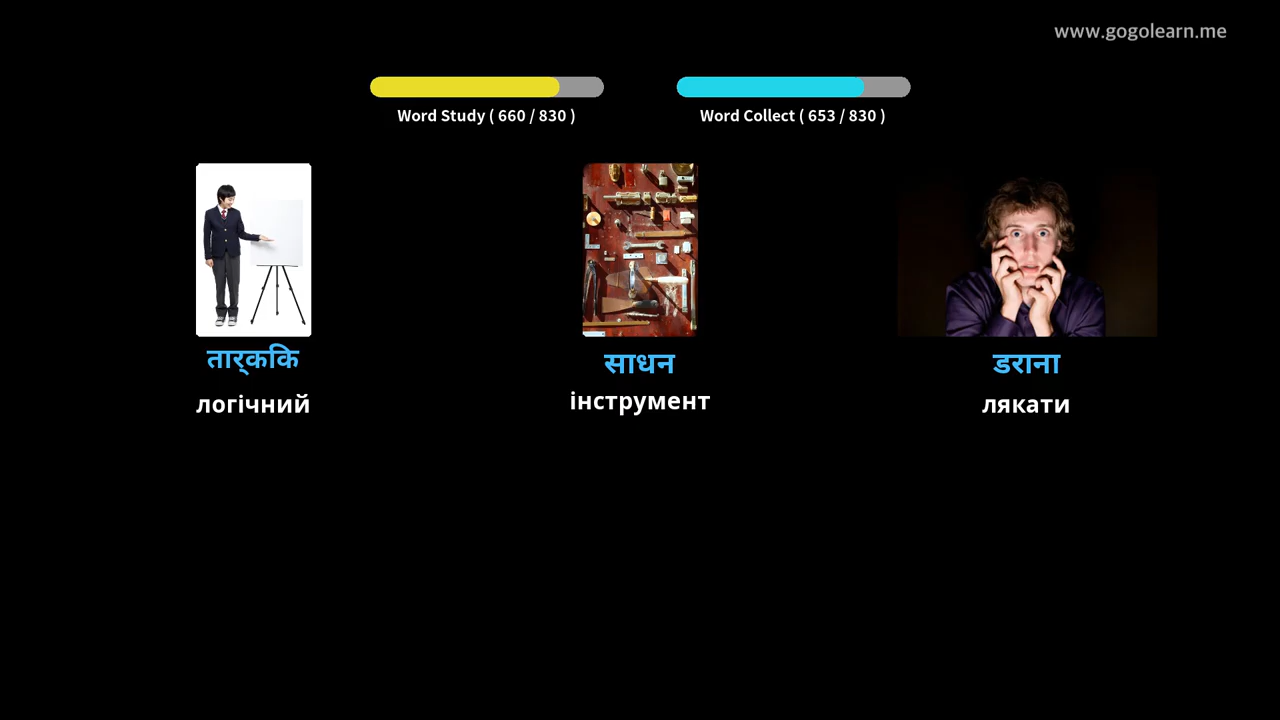 www.gogolearn.me
Word Study ( 660 / 830 )
Word Collect ( 653 / 830 )
तार्ककि
साधन
डराना
логічний
інструмент
лякати